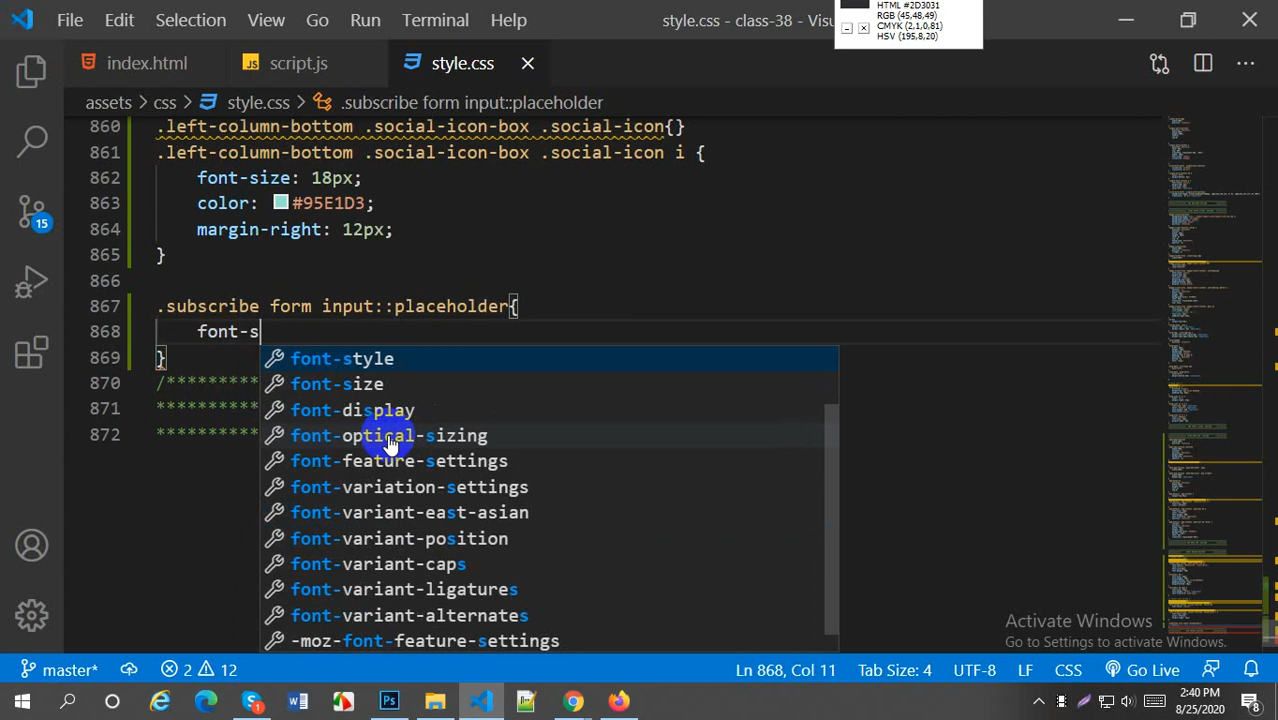 HTML #2D3031
RGB (45,48,49)
CMYK (2,1,0,81)
HSV (195,8,20)
File Edit Selection View Go Run Terminal Help style.css - class-38 - Visu
index.html JS script.js style.css
assets > css > style.css > .subscribe form input::placeholder
860 .left-column-bottom .social-icon-box .social-icon{}
861 .left-column-bottom .social-icon-box .social-icon i {
862 font-size: 18px;
863 color: #95E1D3;
864 margin-right: 12px;
865 }
866
867 .subscribe form input::placeholder{
868 font-s
869 }
870 /*********
871 *********
872 *********
font-style
font-size
font-display
font-optical-sizing
font-feature-settings
font-variation-settings
font-variant-east-asian
font-variant-position
font-variant-caps
font-variant-ligatures
font-variant-alternates
-moz-font-feature-settings
15
Activate Windows
Go to Settings to activate Windows.
master* 2 12 Ln 868, Col 11 Tab Size: 4 UTF-8 LF CSS Go Live
2:40 PM
8/25/2020